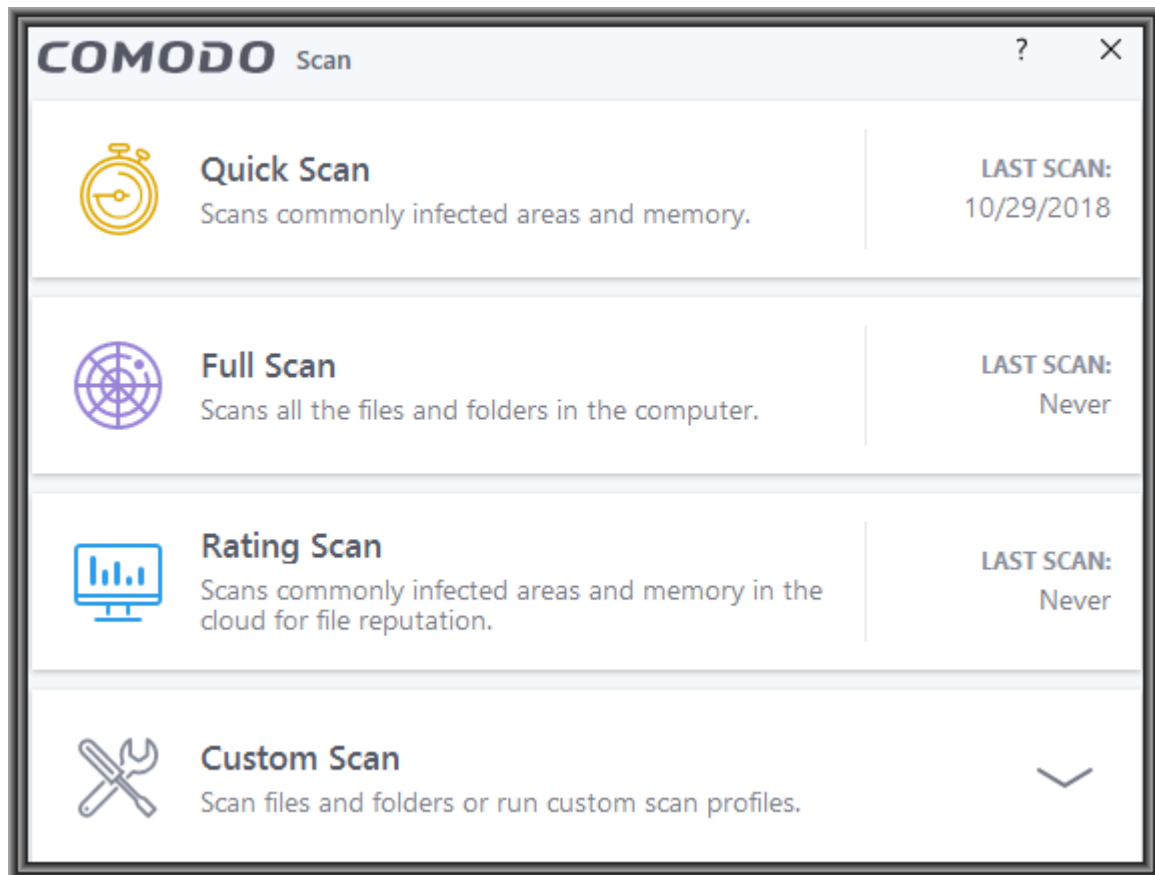 COMODO Scan
?
Quick Scan
Scans commonly infected areas and memory.
LAST SCAN:
10/29/2018
Full Scan
Scans all the files and folders in the computer.
LAST SCAN:
Never
Rating Scan
Scans commonly infected areas and memory in the
cloud for file reputation.
LAST SCAN:
Never
Custom Scan
Scan files and folders or run custom scan profiles.